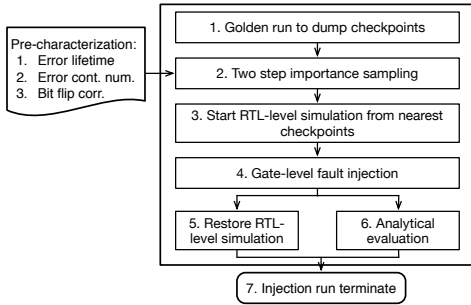 Pre-characterization:
1. Error lifetime
2. Error cont. num.
3. Bit flip corr.
1. Golden run to dump checkpoints
2. Two step importance sampling
3. Start RTL-level simulation from nearest
checkpoints
4. Gate-level fault injection
5. Restore RTL-
level simulation
6. Analytical
evaluation
7. Injection run terminate